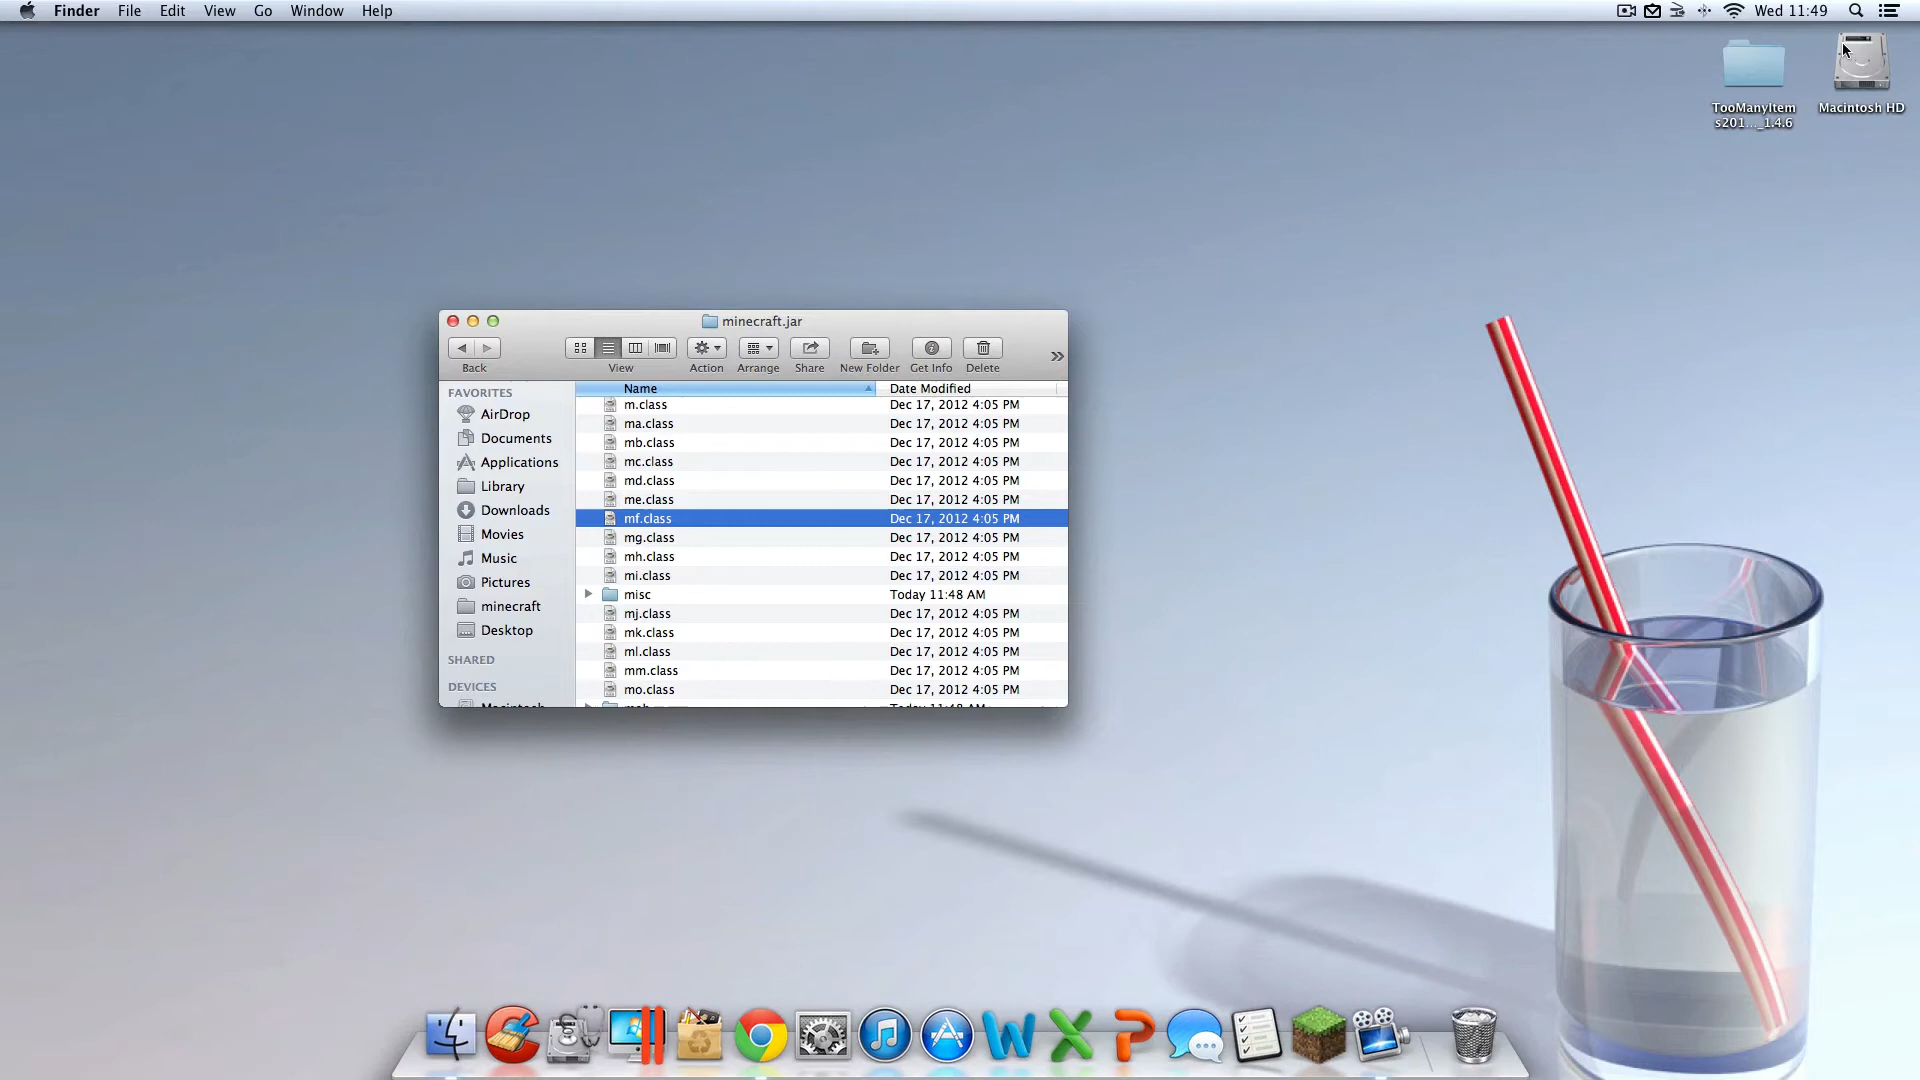 Finder File Edit View Go Window Help
Wed 11:49
TooManyItem
s201..._1.4.6
Macintosh HD
minecraft.jar
Back View Action Arrange Share New Folder Get Info Delete
Name Date Modified
FAVORITES
AirDrop
Documents
Applications
Library
Downloads
Movies
Music
Pictures
minecraft
Desktop
SHARED
DEVICES
m.class Dec 17, 2012 4:05 PM
ma.class Dec 17, 2012 4:05 PM
mb.class Dec 17, 2012 4:05 PM
mc.class Dec 17, 2012 4:05 PM
md.class Dec 17, 2012 4:05 PM
me.class Dec 17, 2012 4:05 PM
mf.class Dec 17, 2012 4:05 PM
mg.class Dec 17, 2012 4:05 PM
mh.class Dec 17, 2012 4:05 PM
mi.class Dec 17, 2012 4:05 PM
misc Today 11:48 AM
mj.class Dec 17, 2012 4:05 PM
mk.class Dec 17, 2012 4:05 PM
ml.class Dec 17, 2012 4:05 PM
mm.class Dec 17, 2012 4:05 PM
mo.class Dec 17, 2012 4:05 PM